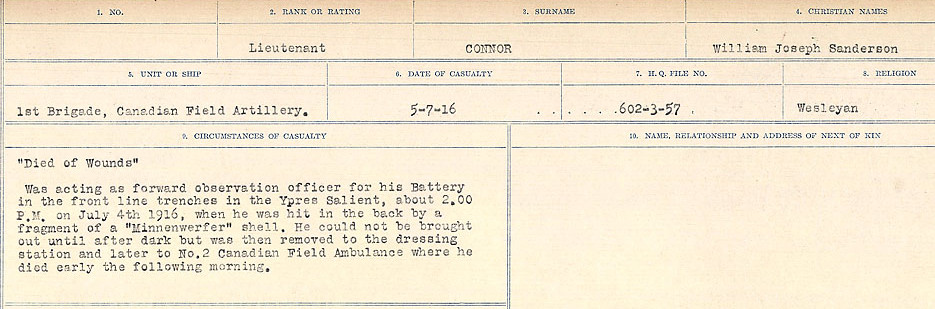 1. NO.
2. RANK OR RATING
3. SURNAME
4. CHRISTIAN NAMES
Lieutenant
CONNOR
William Joseph Sanderson
5. UNIT OR SHIP
6. DATE OF CASUALTY
7. H.Q. FILE NO.
8. RELIGION
1st Brigade, Canadian Field Artillery.
5-7-16
602-3-57
Wesleyan
9. CIRCUMSTANCES OF CASUALTY
10. NAME, RELATIONSHIP AND ADDRESS OF NEXT OF KIN
"Died of Wounds"
Was acting as forward observation officer for his Battery
in the front line trenches in the Ypres Salient, about 2.00
P.M. on July 4th 1916, when he was hit in the back by a
fragment of a "Minnenwerfer" shell. He could not be brought
out until after dark but was then removed to the dressing
station and later to No.2 Canadian Field Ambulance where he
died early the following morning.